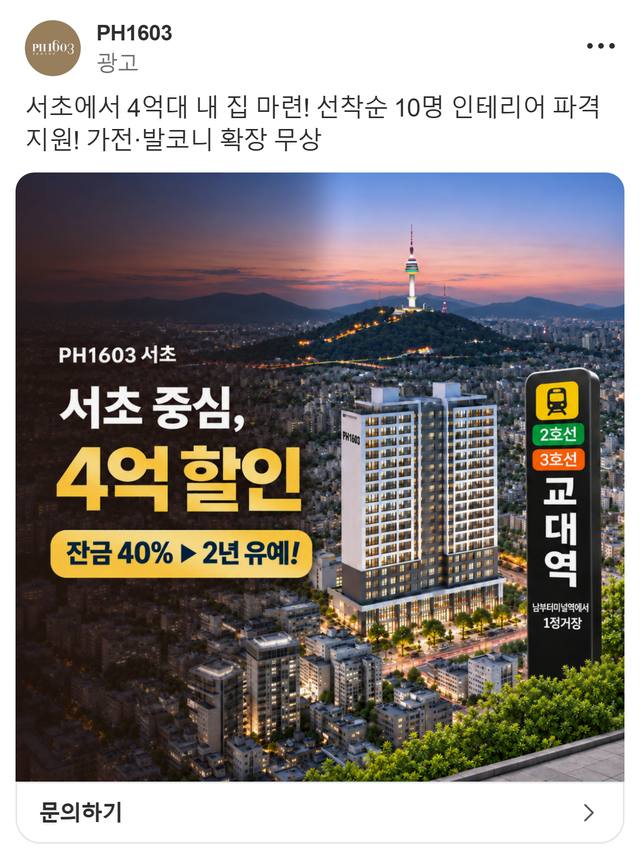 PH1603
PH1603
광고
서초에서 4억대 내 집 마련! 선착순 10명 인테리어 파격
지원! 가전·발코니 확장 무상
PH1603 서초
서초 중심,
4억 할인
잔금 40% ▶ 2년 유예!
PH1603
2호선
3호선
교대역
남부터미널역에서
1정거장
문의하기